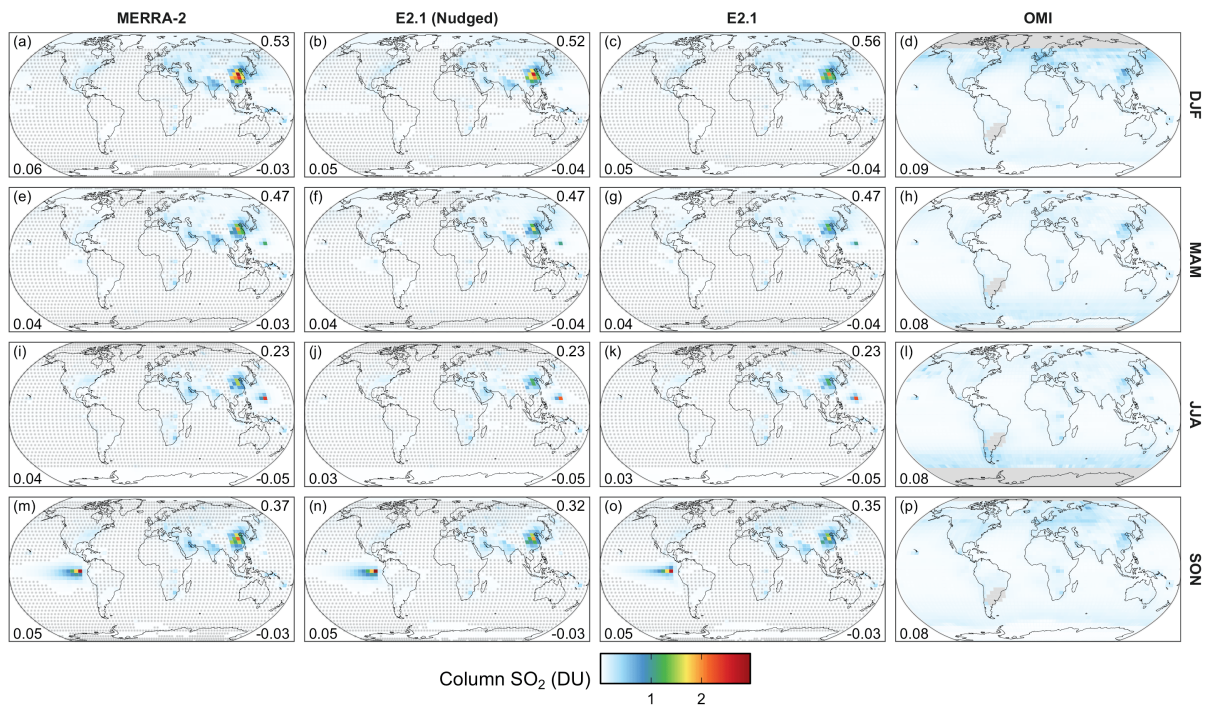 MERRA-2 E2.1 (Nudged) E2.1 OMI
(a) 0.53 (b) 0.52 (c) 0.56 (d)
DJF
0.06 -0.03 0.05 -0.04 0.05 -0.04 0.09
(e) 0.47 (f) 0.47 (g) 0.47 (h)
MAM
0.04 -0.03 0.04 -0.04 0.04 -0.04 0.08
(i) 0.23 (j) 0.23 (k) 0.23 (l)
JJA
0.04 -0.05 0.03 -0.05 0.03 -0.05 0.08
(m) 0.37 (n) 0.32 (o) 0.35 (p)
SON
0.05 -0.03 0.05 -0.03 0.05 -0.03 0.08
Column SO₂ (DU)
1 2